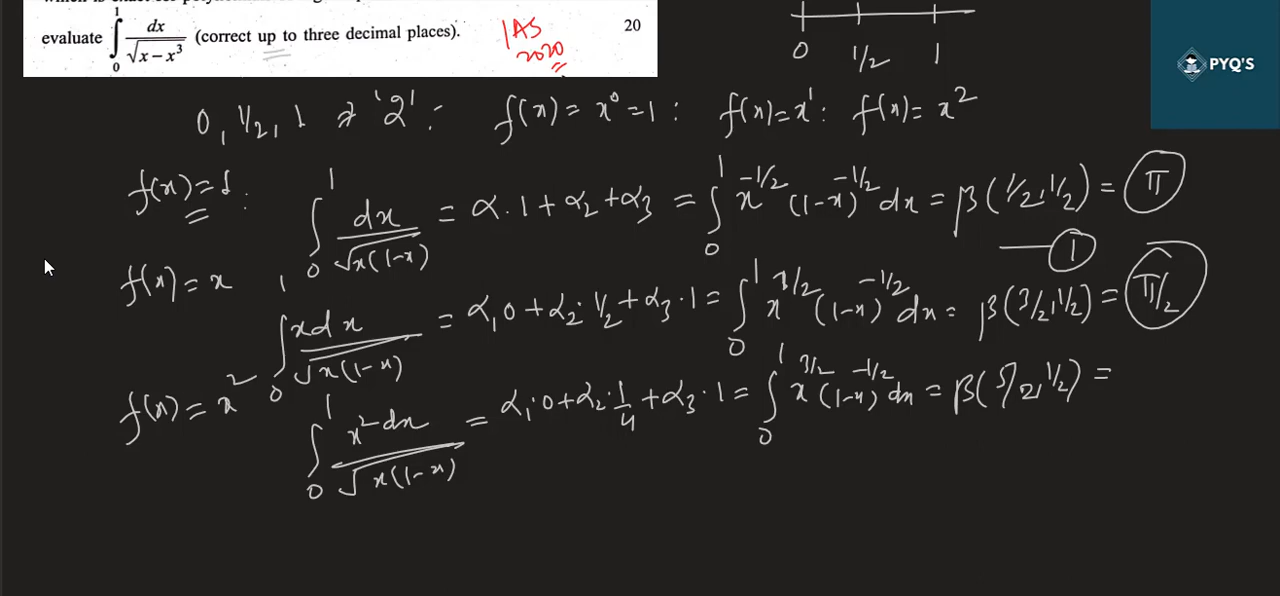 evaluate ∫₀¹ dx/√(x−x³) (correct up to three decimal places). 20
IAS
2020
0 1/2 1
PYQ'S
0, 1/2, 1 → '2': f(x) = x⁰ = 1 : f(x) = x¹ : f(x) = x²
f(x) = 1 : ∫₀¹ dx/√x(1-x) = α₁.1 + α₂ + α₃ = ∫₀¹ x^-1/2 (1-x)^-1/2 dx = β(1/2, 1/2) = π
— 1
f(x) = x ∫₀¹ xdx/√x(1-x) = α₁0 + α₂·1/2 + α₃·1 = ∫₀¹ x^1/2 (1-x)^-1/2 dx = β(3/2, 1/2) = π/2
f(x) = x² ∫₀¹ x²dx/√x(1-x) = α₁·0 + α₂·1/4 + α₃·1 = ∫₀¹ x^3/2 (1-x)^-1/2 dx = β(5/2, 1/2) =